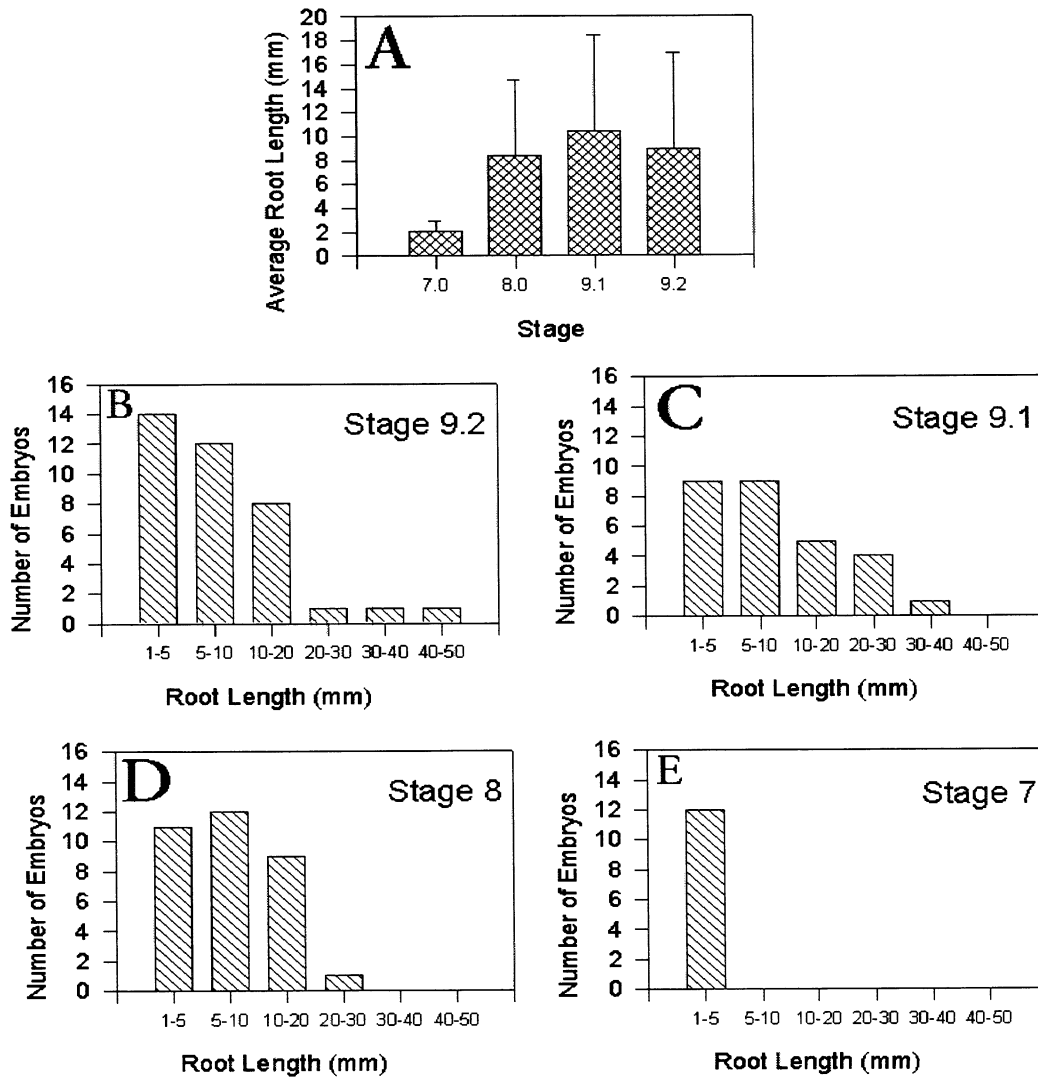 A
Average Root Length (mm)
20
18
16
14
12
10
8
6
4
2
0
7.0 8.0 9.1 9.2
Stage
B
Stage 9.2
Number of Embryos
16
14
12
10
8
6
4
2
0
1-5 5-10 10-20 20-30 30-40 40-50
Root Length (mm)
C
Stage 9.1
Number of Embryos
16
14
12
10
8
6
4
2
0
1-5 5-10 10-20 20-30 30-40 40-50
Root Length (mm)
D
Stage 8
Number of Embryos
16
14
12
10
8
6
4
2
0
1-5 5-10 10-20 20-30 30-40 40-50
Root Length (mm)
E
Stage 7
Number of Embryos
16
14
12
10
8
6
4
2
0
1-5 5-10 10-20 20-30 30-40 40-50
Root Length (mm)